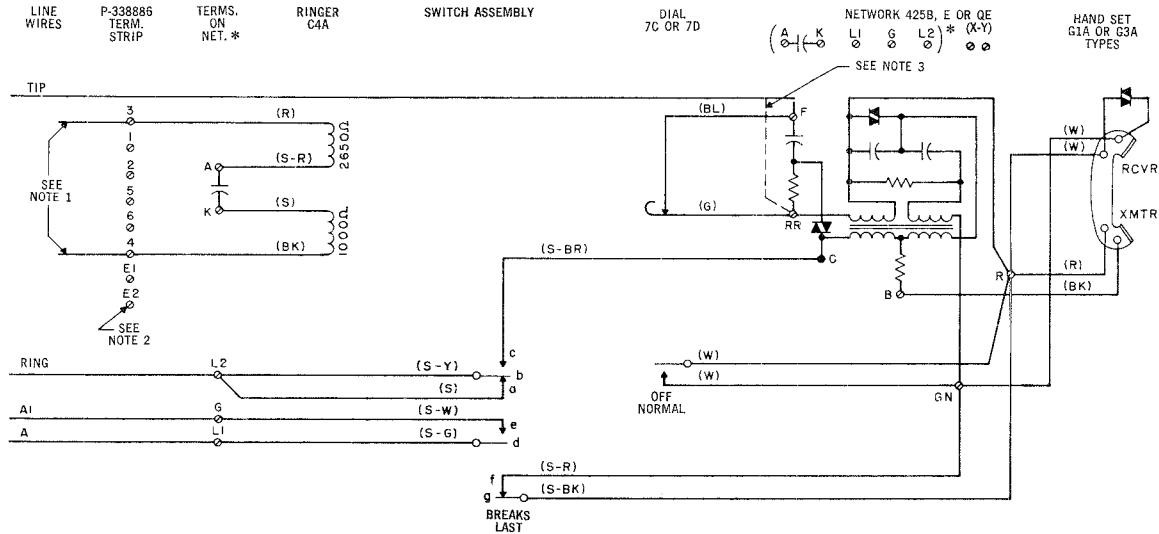 LINE
WIRES
P-338886
TERM.
STRIP
TERMS.
ON
NET. *
RINGER
C4A
SWITCH ASSEMBLY
DIAL
7C OR 7D
NETWORK 425B, E OR QE
(A K L1 G L2)* (X-Y)
HAND SET
G1A OR G3A
TYPES
SEE NOTE 3
TIP
3
(R)
1
2
5
6
4
E1
E2
2650Ω
(S-R)
A
K
(S)
1000Ω
(BK)
SEE
NOTE 1
SEE
NOTE 2
(BL)
F
(G)
RR
(S-BR)
C
B
R
(W)
(W)
RCVR
XMTR
(R)
(BK)
RING
L2
(S-Y)
(S)
c
b
a
A1
G
(S-W)
e
A
L1
(S-G)
d
(W)
(W)
OFF
NORMAL
GN
f
(S-R)
g
(S-BK)
BREAKS
LAST